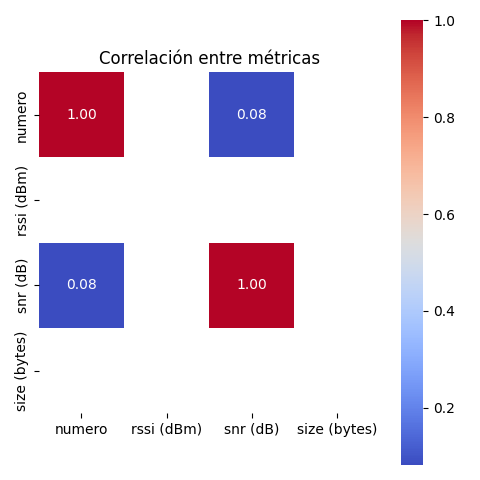 Correlación entre métricas
numero
1.00
0.08
rssi (dBm)
snr (dB)
0.08
1.00
size (bytes)
numero
rssi (dBm)
snr (dB)
size (bytes)
1.0
0.8
0.6
0.4
0.2